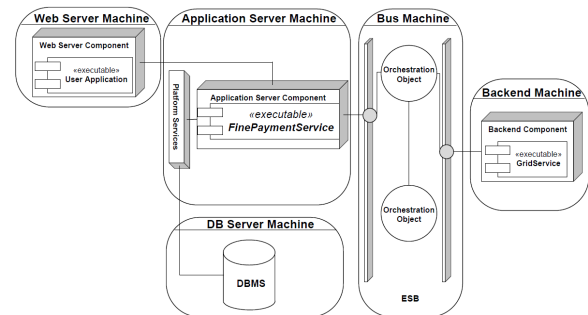 Web Server Machine
Web Server Component
«executable»
User Application
Application Server Machine
Platform Services
Application Server Component
«executable»
FinePaymentService
Bus Machine
Orchestration
Object
Orchestration
Object
ESB
Backend Machine
Backend Component
«executable»
GridService
DB Server Machine
DBMS